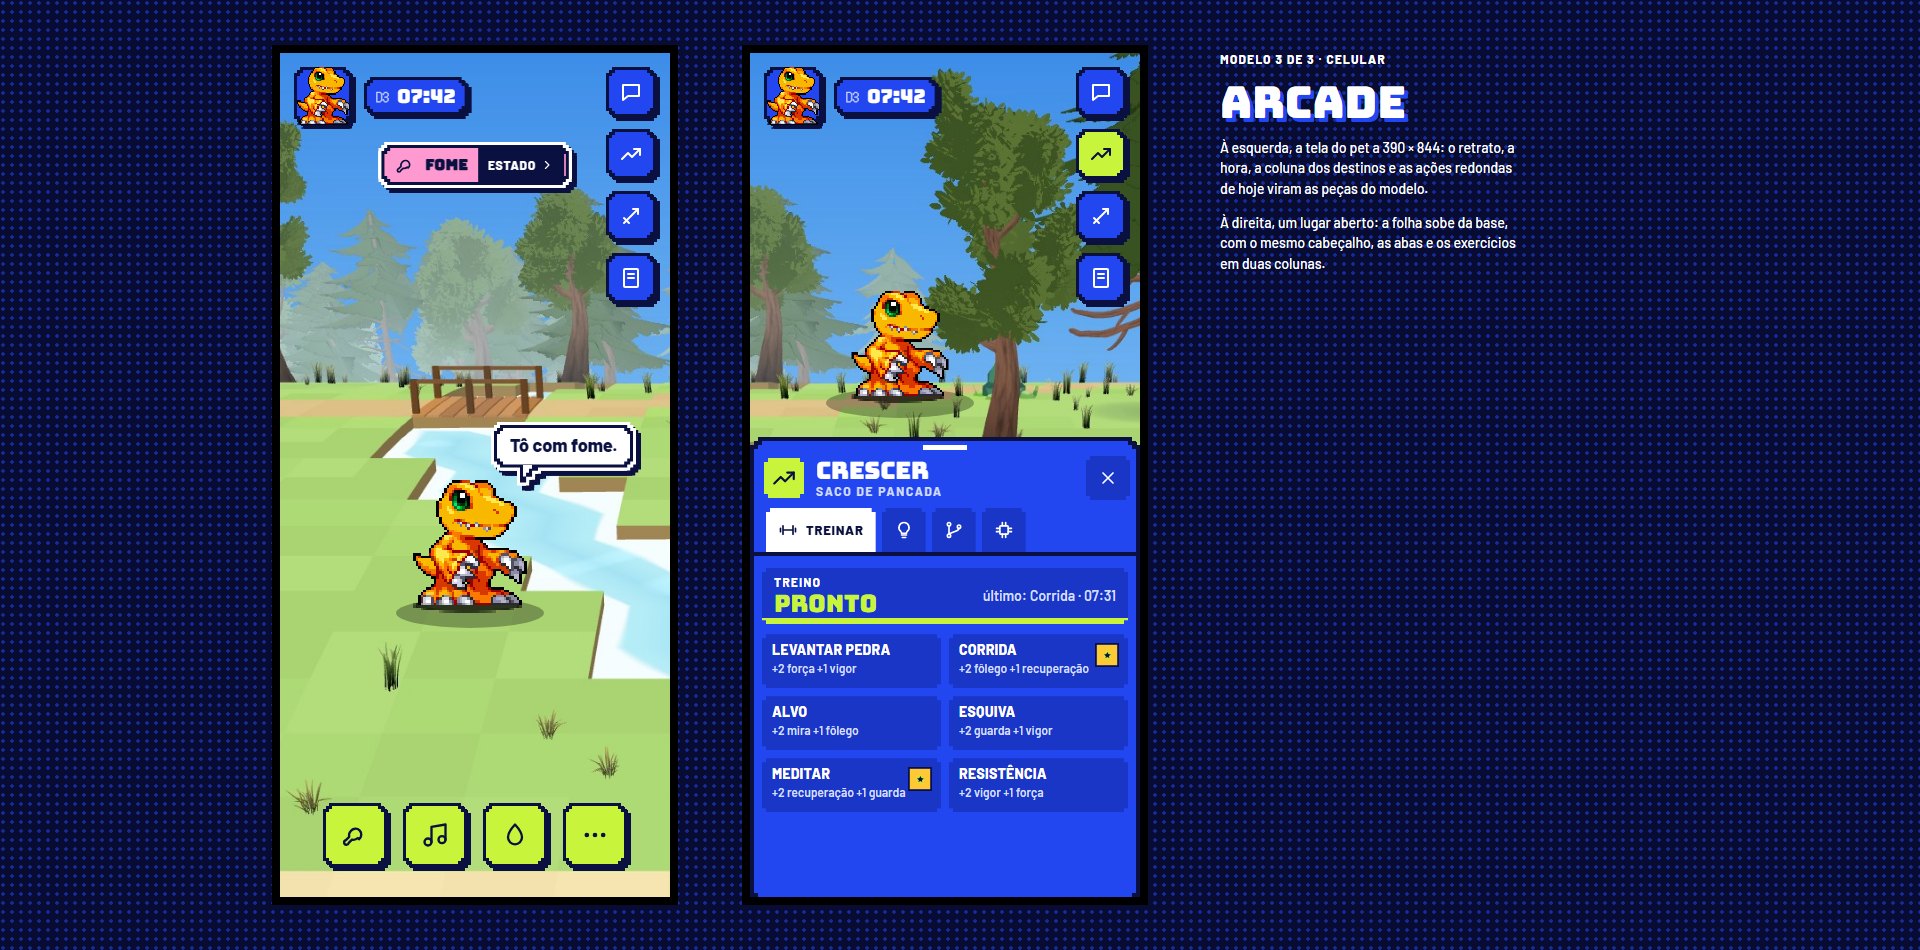 D3 07:42
FOME ESTADO
Tô com fome.
D3 07:42
CRESCER
SACO DE PANCADA
TREINAR
TREINO
PRONTO
último: Corrida · 07:31
LEVANTAR PEDRA
+2 força +1 vigor
CORRIDA
+2 fôlego +1 recuperação
ALVO
+2 mira +1 fôlego
ESQUIVA
+2 guarda +1 vigor
MEDITAR
+2 recuperação +1 guarda
RESISTÊNCIA
+2 vigor +1 força
MODELO 3 DE 3 · CELULAR
ARCADE
À esquerda, a tela do pet a 390 × 844: o retrato, a
hora, a coluna dos destinos e as ações redondas
de hoje viram as peças do modelo.
À direita, um lugar aberto: a folha sobe da base,
com o mesmo cabeçalho, as abas e os exercícios
em duas colunas.